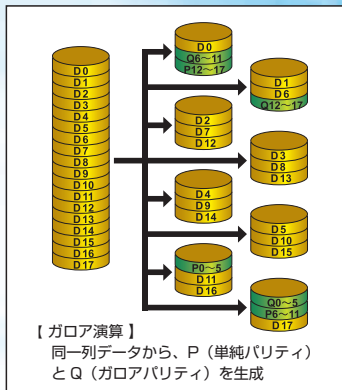 D0
D1
D2
D3
D4
D5
D6
D7
D8
D9
D10
D11
D12
D13
D14
D15
D16
D17
D0
Q6～11
P12～17
D1
D6
Q12～17
D2
D7
D12
D3
D8
D13
D4
D9
D14
D5
D10
D15
P0～5
D11
D16
Q0～5
P6～11
D17
【 ガロア演算 】
同一列データから、P（単純パリティ）
とQ（ガロアパリティ）を生成